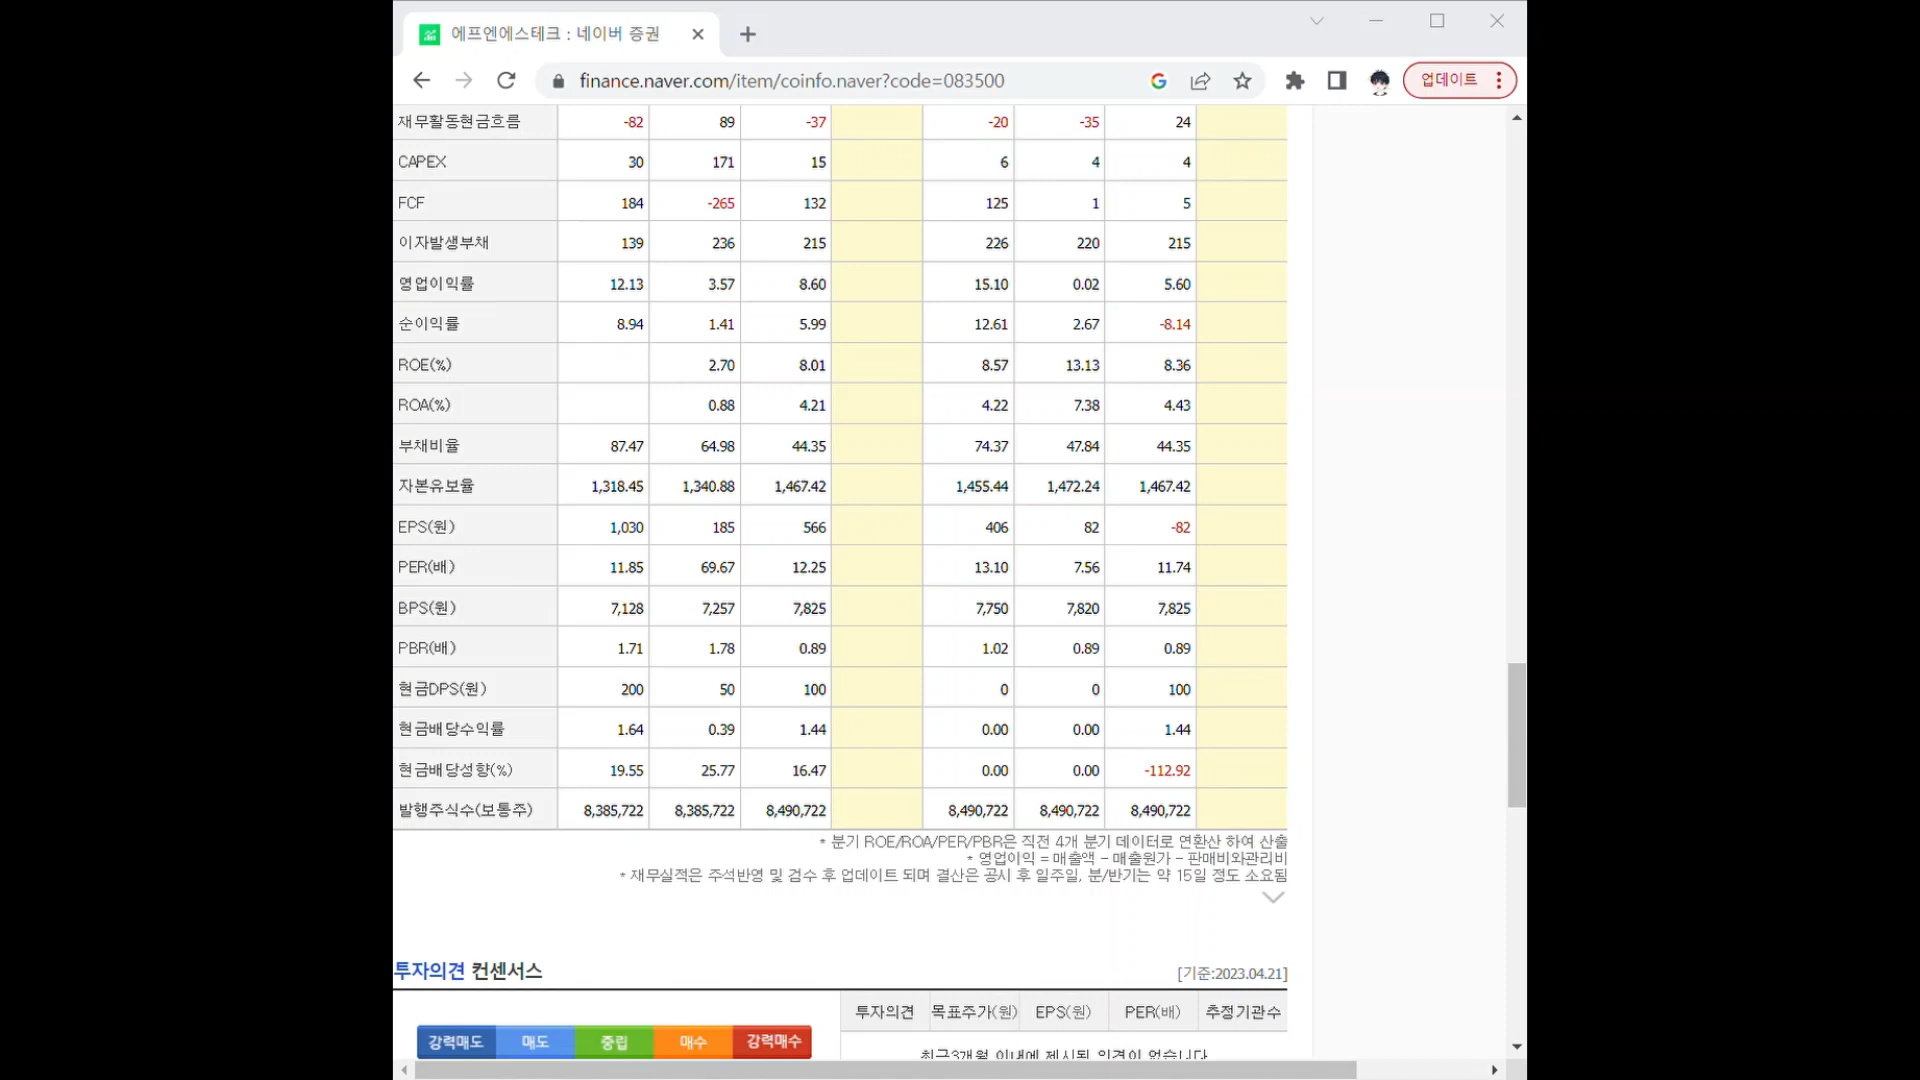 에프엔에스테크 : 네이버 증권
finance.naver.com/item/coinfo.naver?code=083500
업데이트
재무활동현금흐름 -82 89 -37 -20 -35 24
CAPEX 30 171 15 6 4 4
FCF 184 -265 132 125 1 5
이자발생부채 139 236 215 226 220 215
영업이익률 12.13 3.57 8.60 15.10 0.02 5.60
순이익률 8.94 1.41 5.99 12.61 2.67 -8.14
ROE(%) 2.70 8.01 8.57 13.13 8.36
ROA(%) 0.88 4.21 4.22 7.38 4.43
부채비율 87.47 64.98 44.35 74.37 47.84 44.35
자본유보율 1,318.45 1,340.88 1,467.42 1,455.44 1,472.24 1,467.42
EPS(원) 1,030 185 566 406 82 -82
PER(배) 11.85 69.67 12.25 13.10 7.56 11.74
BPS(원) 7,128 7,257 7,825 7,750 7,820 7,825
PBR(배) 1.71 1.78 0.89 1.02 0.89 0.89
현금DPS(원) 200 50 100 0 0 100
현금배당수익률 1.64 0.39 1.44 0.00 0.00 1.44
현금배당성향(%) 19.55 25.77 16.47 0.00 0.00 -112.92
발행주식수(보통주) 8,385,722 8,385,722 8,490,722 8,490,722 8,490,722 8,490,722
* 분기 ROE/ROA/PER/PBR은 직전 4개 분기 데이터로 연환산 하여 산출
* 영업이익 = 매출액 - 매출원가 - 판매비와관리비
* 재무실적은 주석반영 및 검수 후 업데이트 되며 결산은 공시 후 일주일, 분/반기는 약 15일 정도 소요됨
투자의견 컨센서스 [기준:2023.04.21]
투자의견 목표주가(원) EPS(원) PER(배) 추정기관수
강력매도 매도 중립 매수 강력매수
최근3개월 이내에 제시된 의견이 없습니다